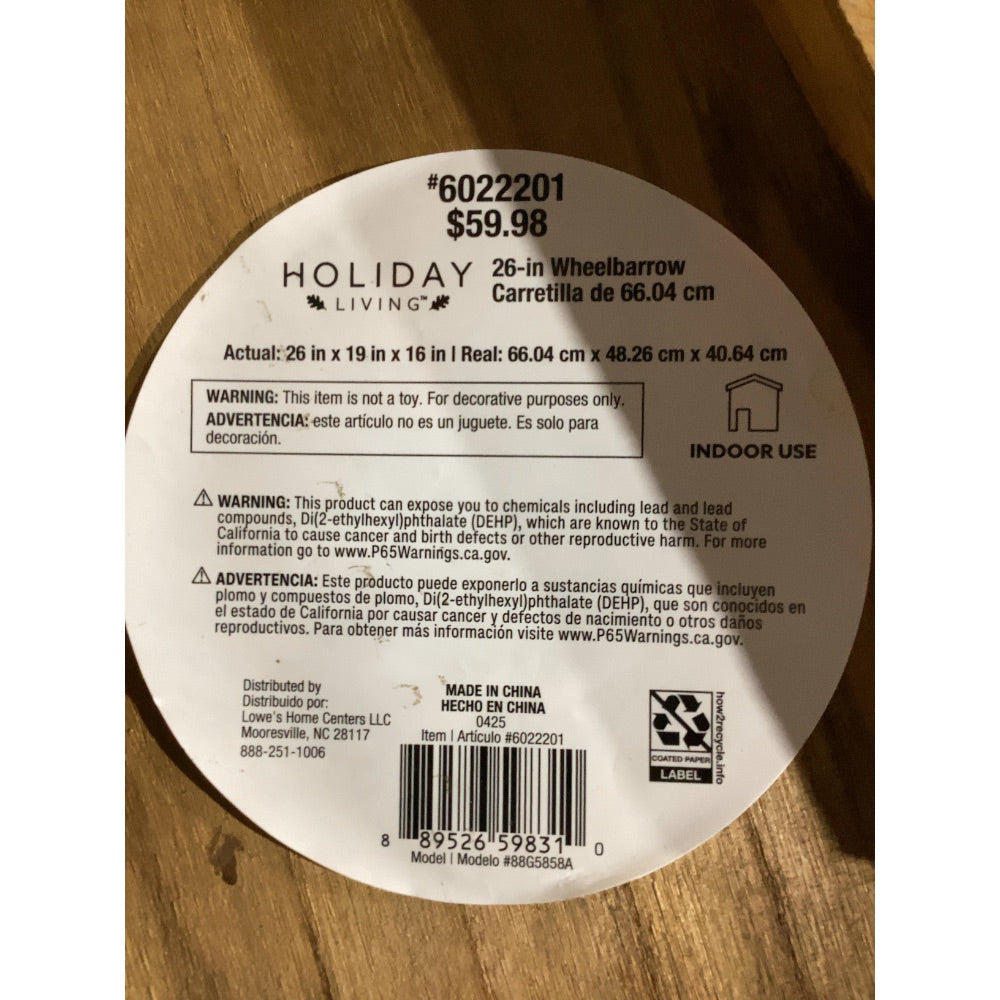 #6022201
$59.98
HOLIDAY
LIVING™
26-in Wheelbarrow
Carretilla de 66.04 cm
Actual: 26 in x 19 in x 16 in | Real: 66.04 cm x 48.26 cm x 40.64 cm
WARNING: This item is not a toy. For decorative purposes only.
ADVERTENCIA: este artículo no es un juguete. Es solo para
decoración.
INDOOR USE
⚠ WARNING: This product can expose you to chemicals including lead and lead
compounds, Di(2-ethylhexyl)phthalate (DEHP), which are known to the State of
California to cause cancer and birth defects or other reproductive harm. For more
information go to www.P65Warnings.ca.gov.
⚠ ADVERTENCIA: Este producto puede exponerlo a sustancias químicas que incluyen
plomo y compuestos de plomo, Di(2-ethylhexyl)phthalate (DEHP), que son conocidos en
el estado de California por causar cancer y defectos de nacimiento o otros daños
reproductivos. Para obtener más información visite www.P65Warnings.ca.gov.
Distributed by
Distribuido por:
Lowe's Home Centers LLC
Mooresville, NC 28117
888-251-1006
MADE IN CHINA
HECHO EN CHINA
0425
Item | Artículo #6022201
8 89526 59831 0
Model | Modelo #88G5858A
COATED PAPER
LABEL
how2recycle.info